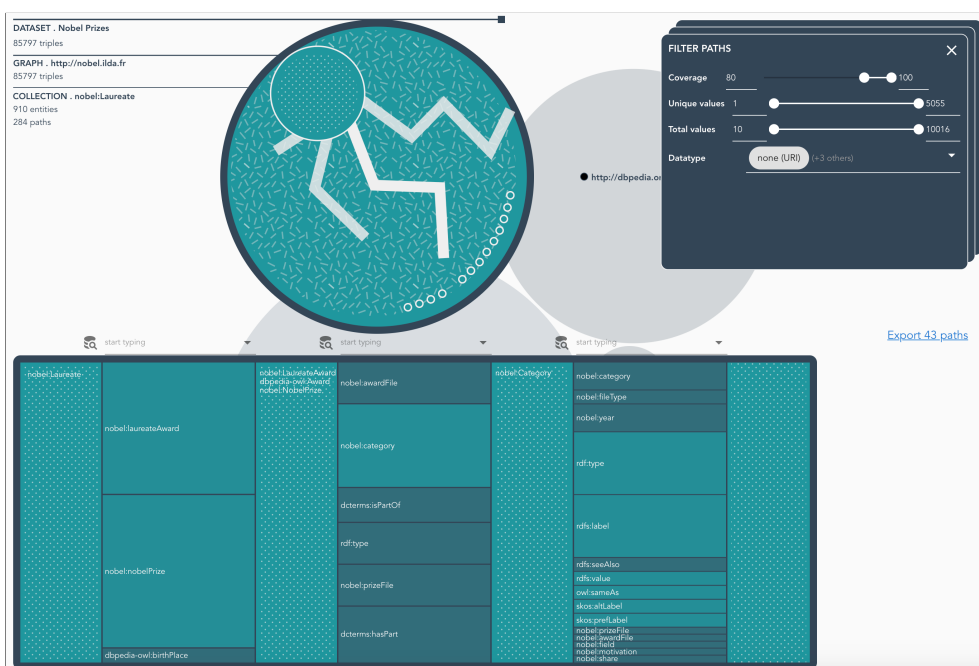 DATASET . Nobel Prizes
85797 triples
GRAPH . http://nobel.ilda.fr
85797 triples
COLLECTION . nobel:Laureate
910 entities
284 paths
http://dbpedia.or
FILTER PATHS
Coverage 80 100
Unique values 1 5055
Total values 10 10016
Datatype none (URI) (+3 others)
Export 43 paths
start typing
start typing
start typing
nobel:Laureate
nobel:laureateAward
nobel:nobelPrize
dbpedia-owl:birthPlace
nobel:LaureateAward
dbpedia-owl:Award
nobel:NobelPrize
nobel:awardFile
nobel:category
dcterms:isPartOf
rdf:type
nobel:prizeFile
dcterms:hasPart
nobel:Category
nobel:category
nobel:fileType
nobel:year
rdf:type
rdfs:label
rdfs:seeAlso
rdfs:value
owl:sameAs
skos:altLabel
skos:prefLabel
nobel:prizeFile
nobel:awardFile
nobel:field
nobel:motivation
nobel:share